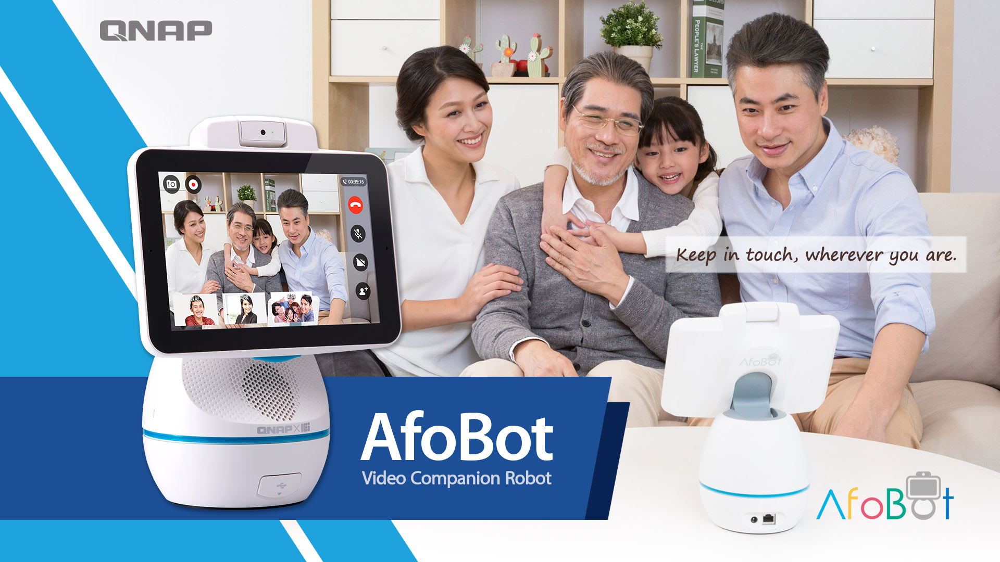 QNAP
PEOPLE'S
LAWYER
THE
00:35:16
Keep in touch, wherever you are.
AfoBot
QNAP X IEi
AfoBot
Video Companion Robot
AfoBot